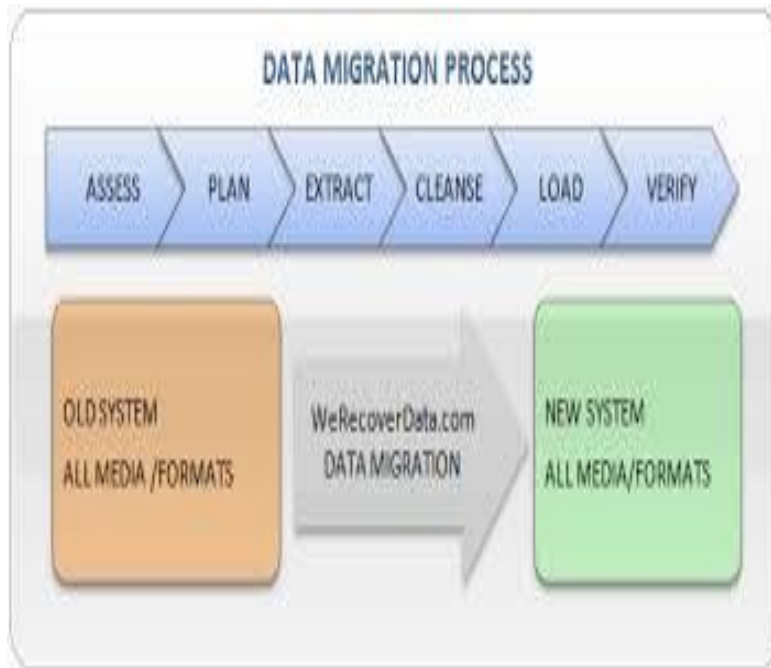 DATA MIGRATION PROCESS
ASSESS
PLAN
EXTRACT
CLEANSE
LOAD
VERIFY
OLD SYSTEM
ALL MEDIA /FORMATS
WeRecoverData.com
DATA MIGRATION
NEW SYSTEM
ALL MEDIA/FORMATS